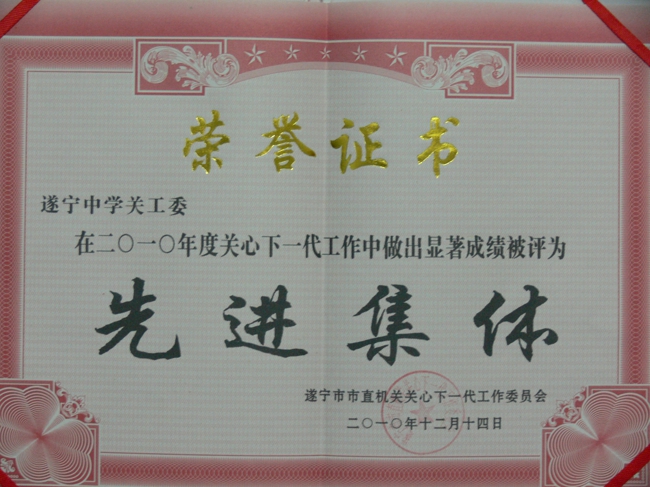 荣誉证书
遂宁中学关工委
在二〇一〇年度关心下一代工作中做出显著成绩被评为
先进集体
遂宁市市直机关关心下一代工作委员会
二〇一〇年十二月十四日